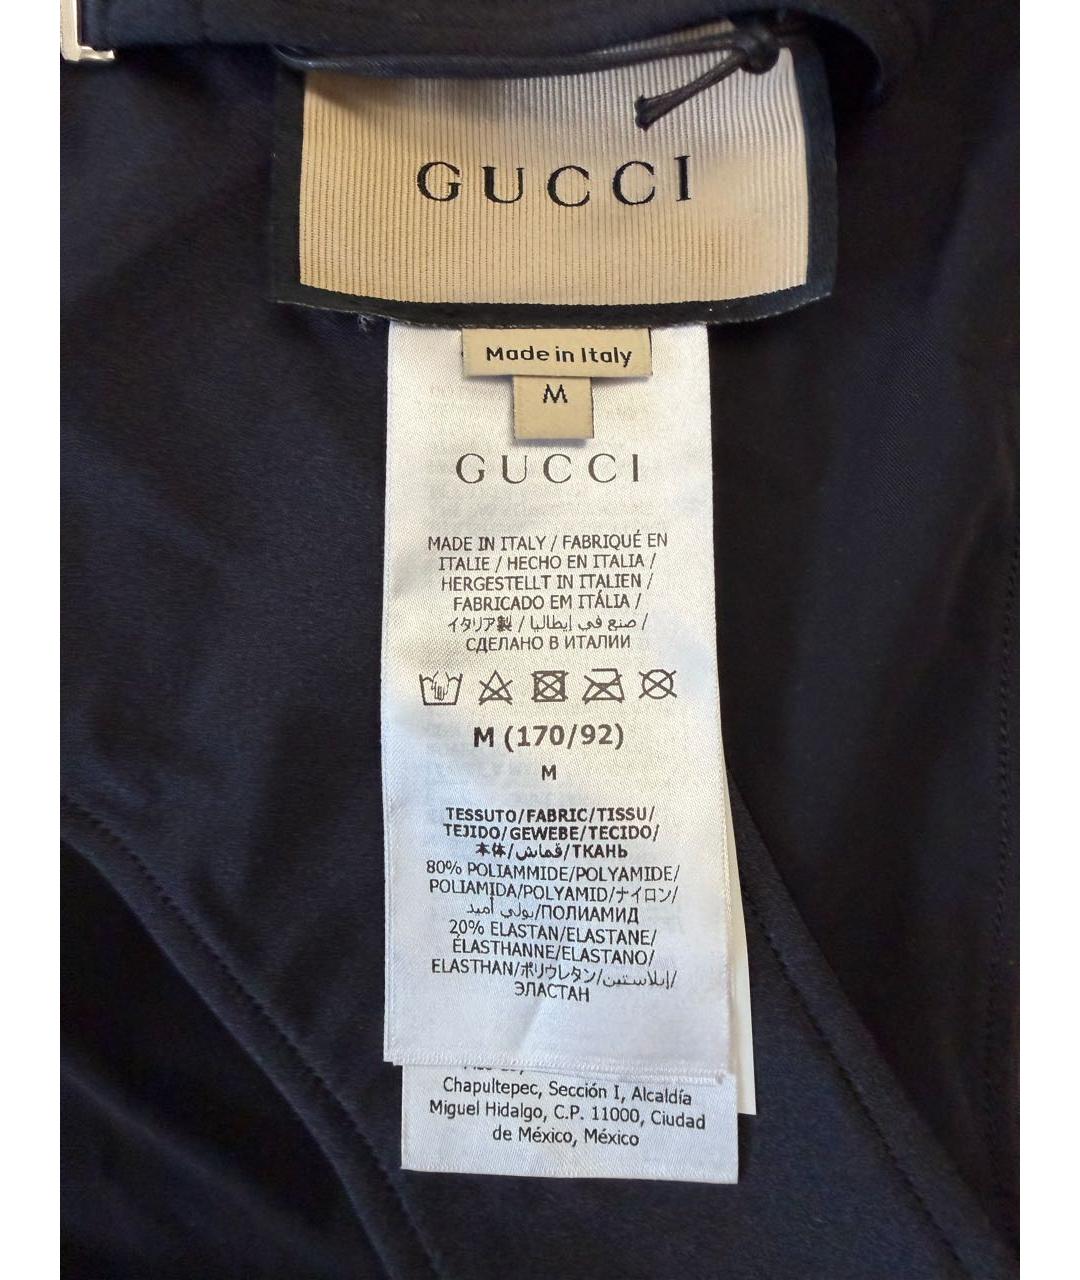 GUCCI
Made in Italy
M
GUCCI
MADE IN ITALY / FABRIQUÉ EN
ITALIE / HECHO EN ITALIA /
HERGESTELLT IN ITALIEN /
FABRICADO EM ITÁLIA /
イタリア製 / صنع في إيطاليا /
СДЕЛАНО В ИТАЛИИ
M (170/92)
M
TESSUTO/FABRIC/TISSU/
TEJIDO/GEWEBE/TECIDO/
本体/قماش/ТКАНЬ
80% POLIAMMIDE/POLYAMIDE/
POLIAMIDA/POLYAMID/ナイロン/
بولي أميد/ПОЛИАМИД
20% ELASTAN/ELASTANE/
ÉLASTHANNE/ELASTANO/
ELASTHAN/ポリウレタン/إيلاستين/
ЭЛАСТАН
Chapultepec, Sección I, Alcaldía
Miguel Hidalgo, C.P. 11000, Ciudad
de México, México